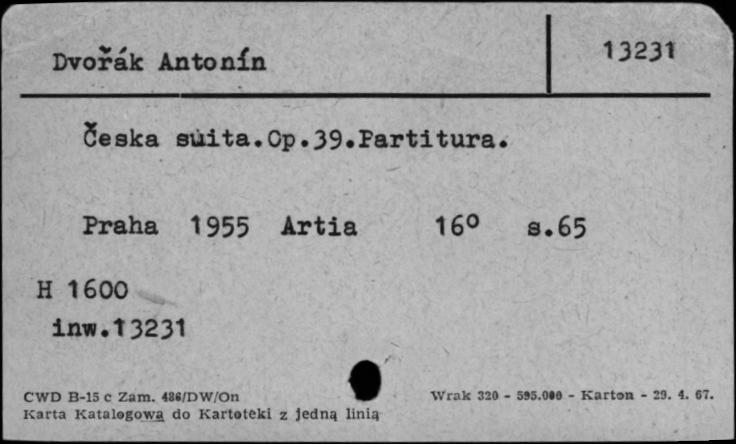 Dvořák Antonín
13231
Česka suita.Op.39.Partitura.
Praha 1955 Artia 16° s.65
H 1600
inw.13231
CWD B-15 c Zam. 486/DW/On
Wrak 320 - 595.000 - Karton - 29. 4. 67.
Karta Katalogowa do Kartoteki z jedną linią